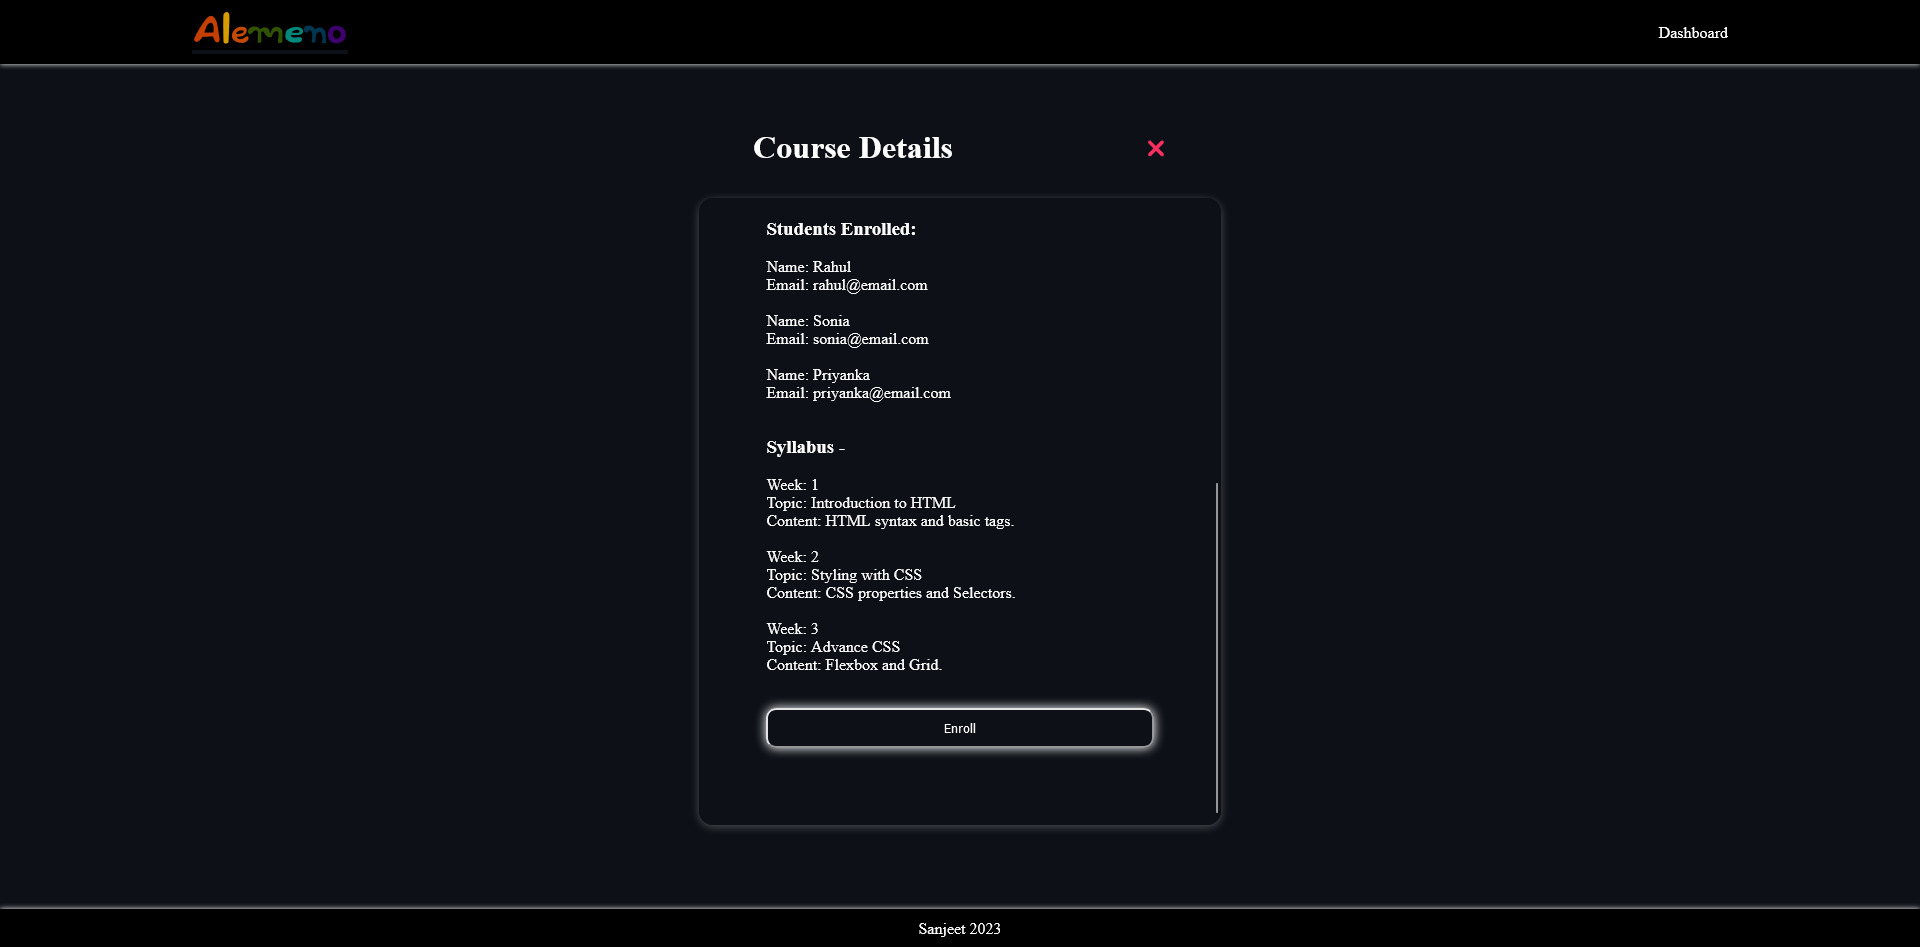 Alememo
Dashboard
Course Details
Students Enrolled:
Name: Rahul
Email: rahul@email.com
Name: Sonia
Email: sonia@email.com
Name: Priyanka
Email: priyanka@email.com
Syllabus -
Week: 1
Topic: Introduction to HTML
Content: HTML syntax and basic tags.
Week: 2
Topic: Styling with CSS
Content: CSS properties and Selectors.
Week: 3
Topic: Advance CSS
Content: Flexbox and Grid.
Enroll
Sanjeet 2023